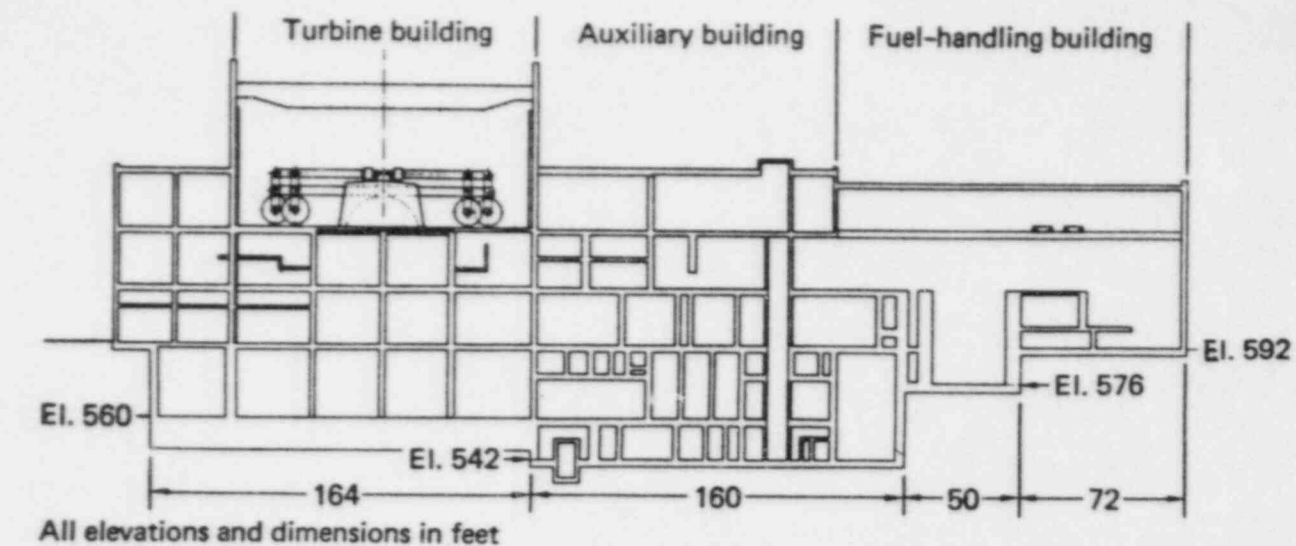 Turbine building
Auxiliary building
Fuel-handling building
El. 592
El. 576
El. 560
El. 542
164
160
50
72
All elevations and dimensions in feet